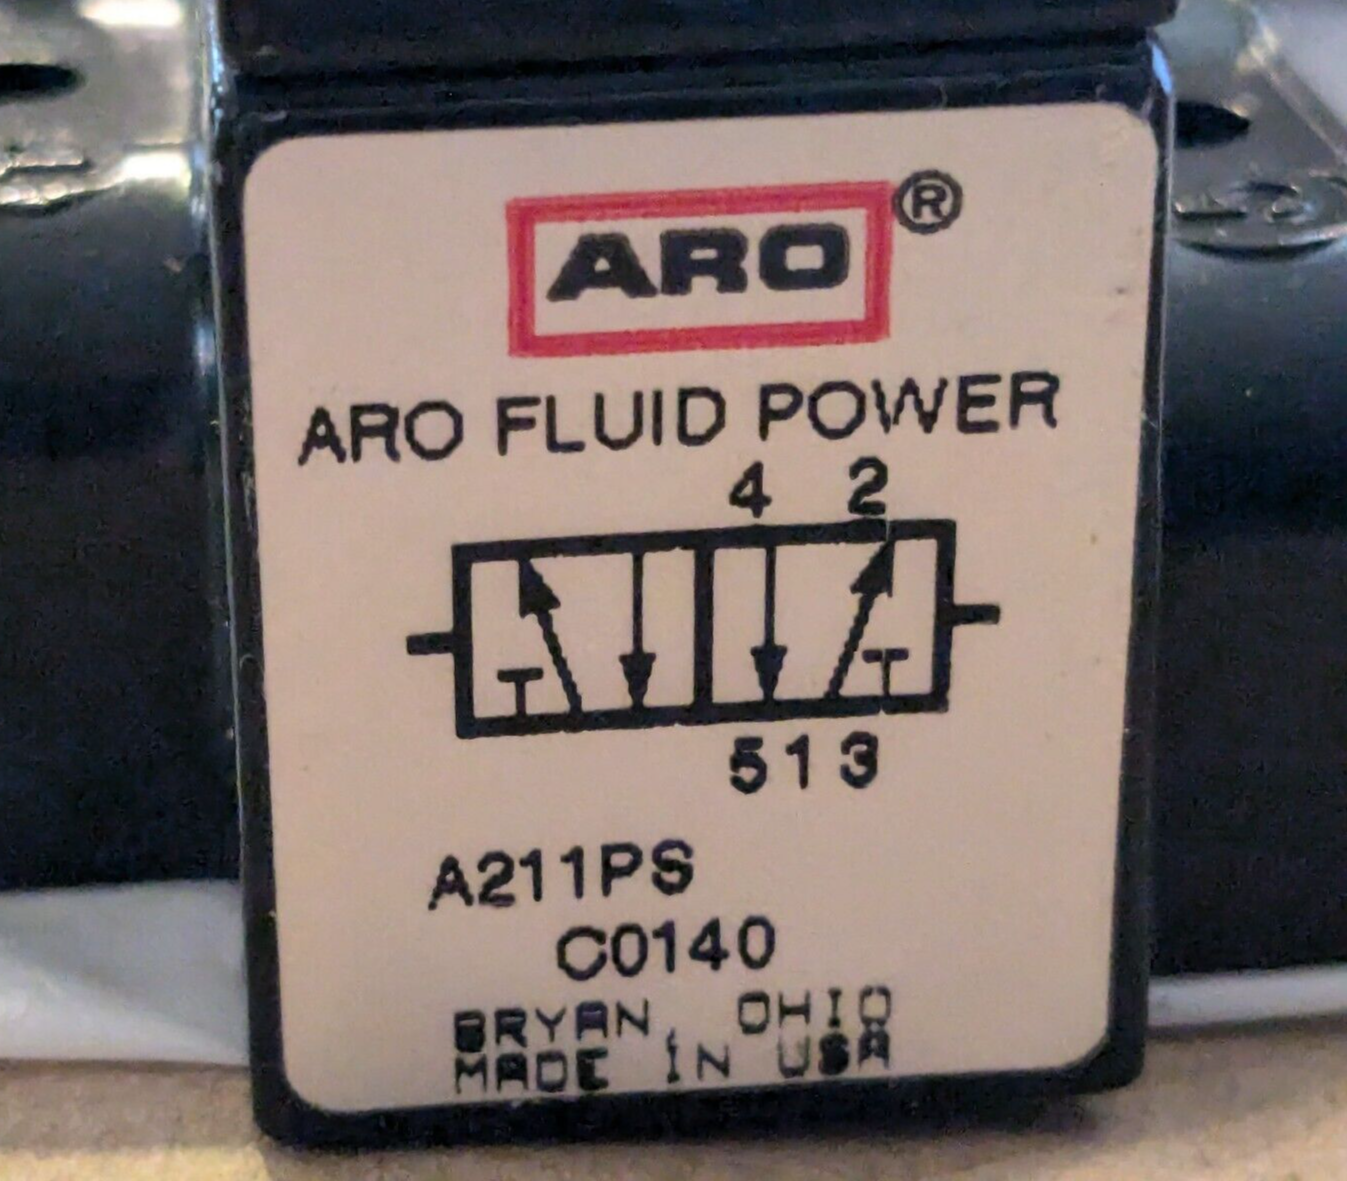 ARO®
ARO FLUID POWER
4 2
5 1 3
A211PS
C0140
BRYAN, OHIO
MADE IN USA